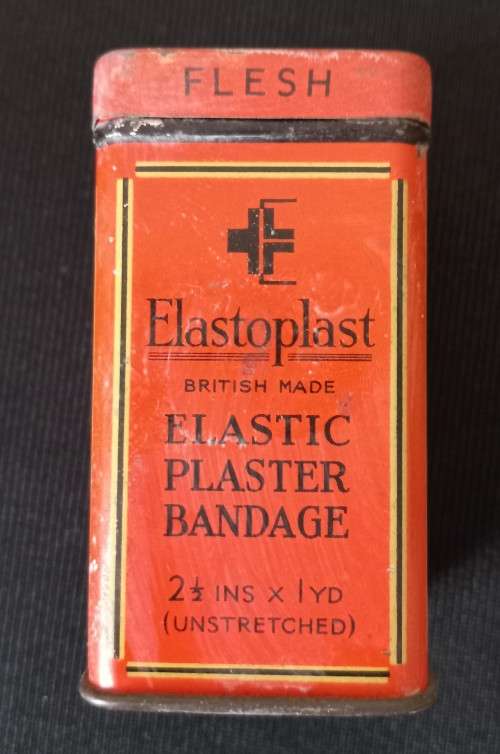 FLESH
Elastoplast
BRITISH MADE
ELASTIC
PLASTER
BANDAGE
2½ INS X 1 YD
(UNSTRETCHED)